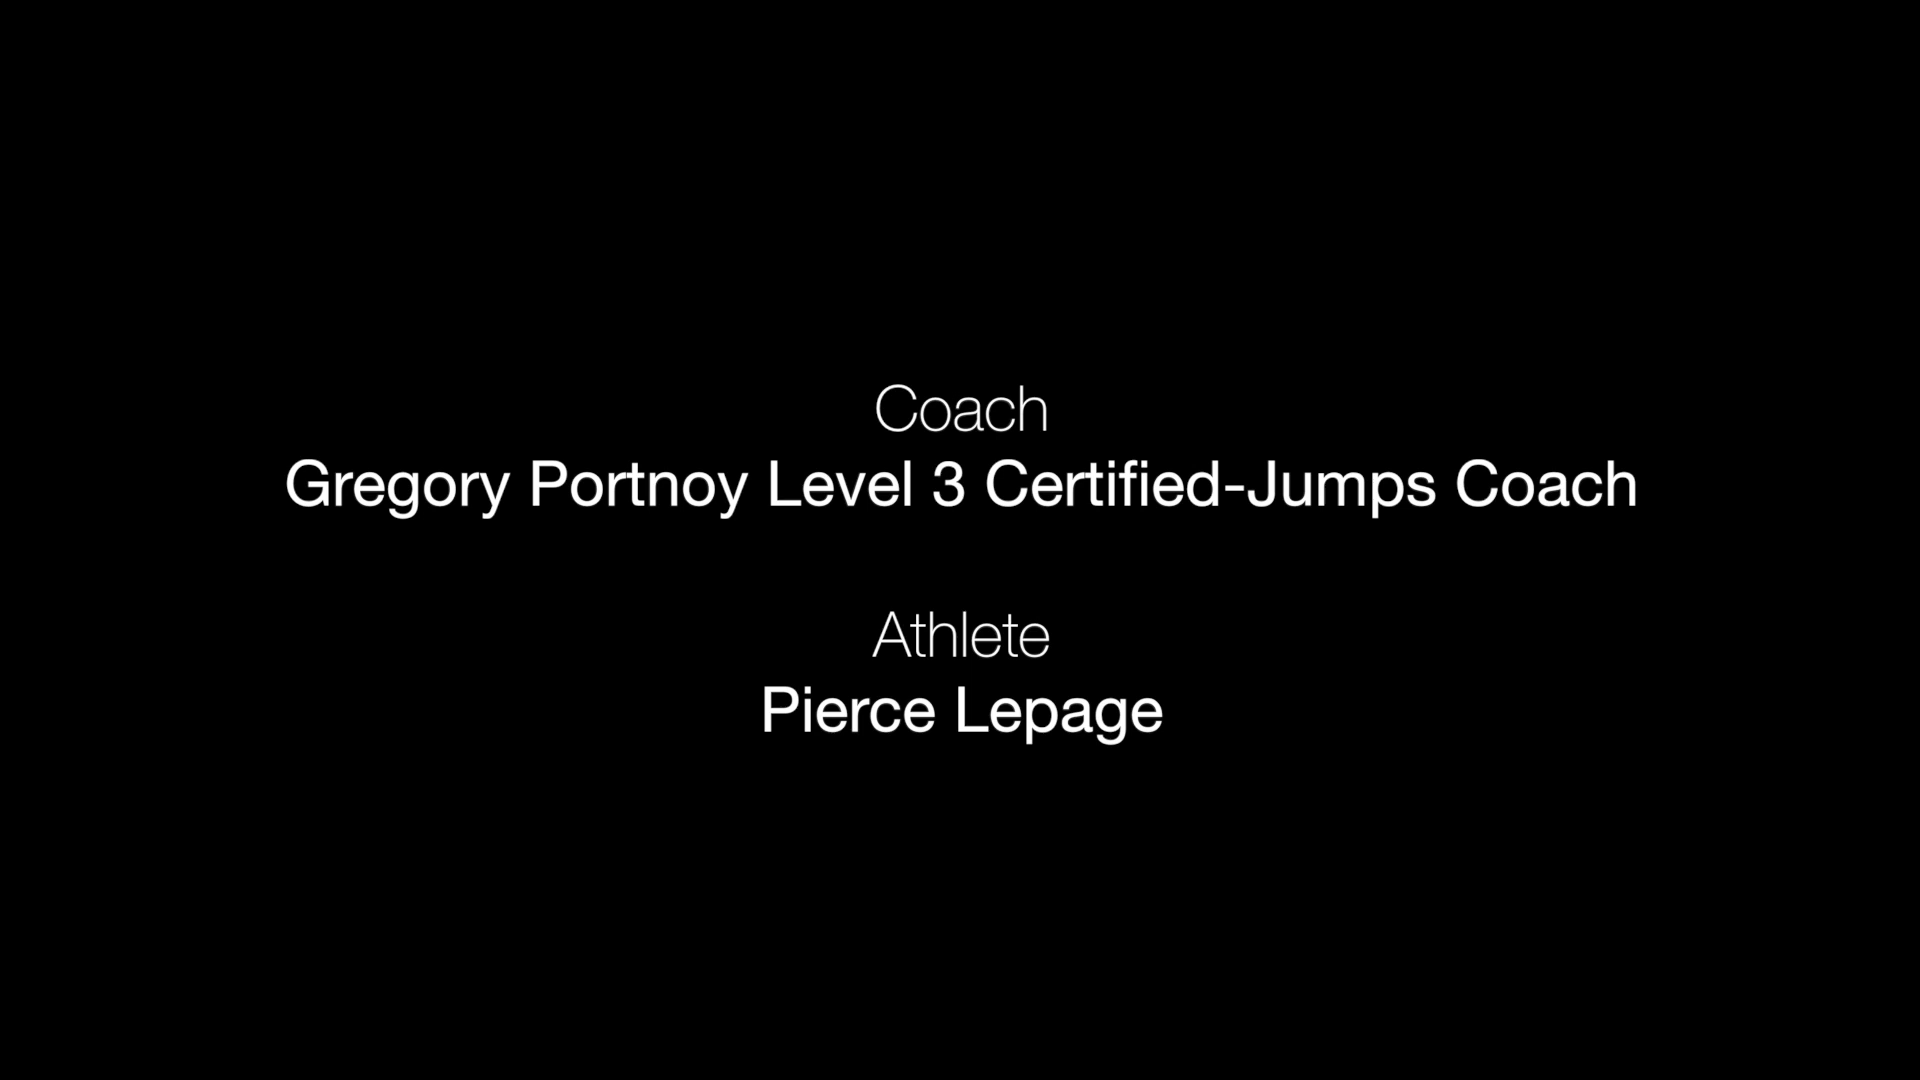 Coach
Gregory Portnoy Level 3 Certified-Jumps Coach
Athlete
Pierce Lepage